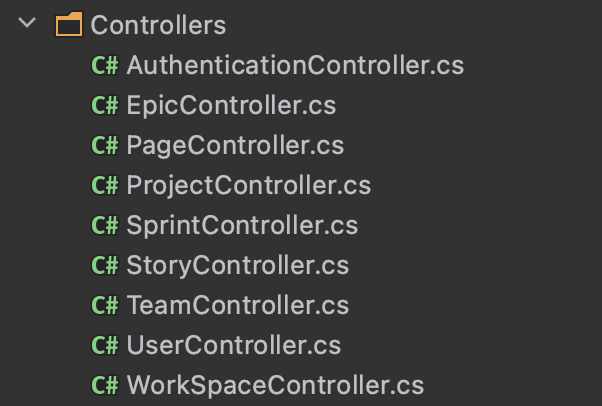 Controllers
C# AuthenticationController.cs
C# EpicController.cs
C# PageController.cs
C# ProjectController.cs
C# SprintController.cs
C# StoryController.cs
C# TeamController.cs
C# UserController.cs
C# WorkSpaceController.cs